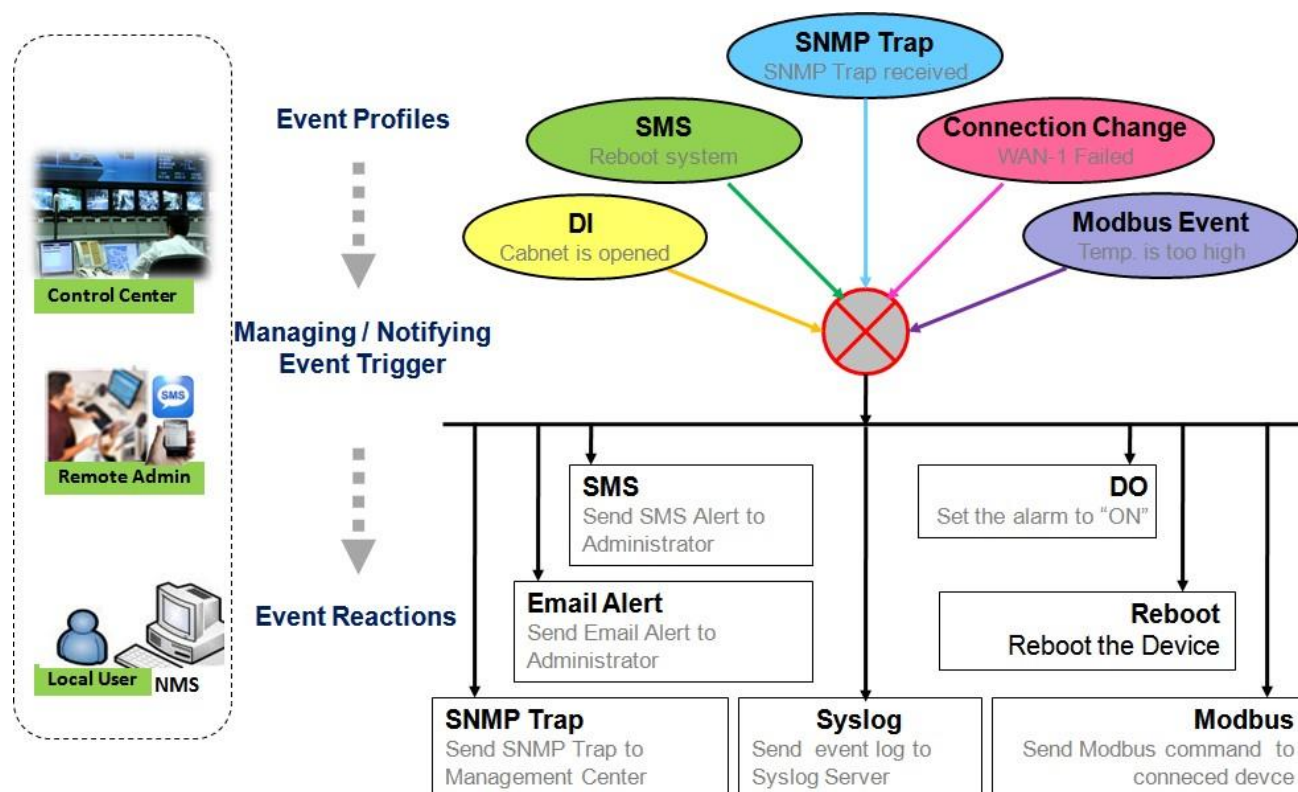 SNMP Trap
SNMP Trap received
Event Profiles
SMS
Reboot system
Connection Change
WAN-1 Failed
DI
Cabnet is opened
Modbus Event
Temp. is too high
Control Center
Managing / Notifying
Event Trigger
SMS
Remote Admin
SMS
Send SMS Alert to
Administrator
DO
Set the alarm to “ON”
Event Reactions
Email Alert
Send Email Alert to
Administrator
Reboot
Reboot the Device
Local User
NMS
SNMP Trap
Send SNMP Trap to
Management Center
Syslog
Send event log to
Syslog Server
Modbus
Send Modbus command to
conneced devce